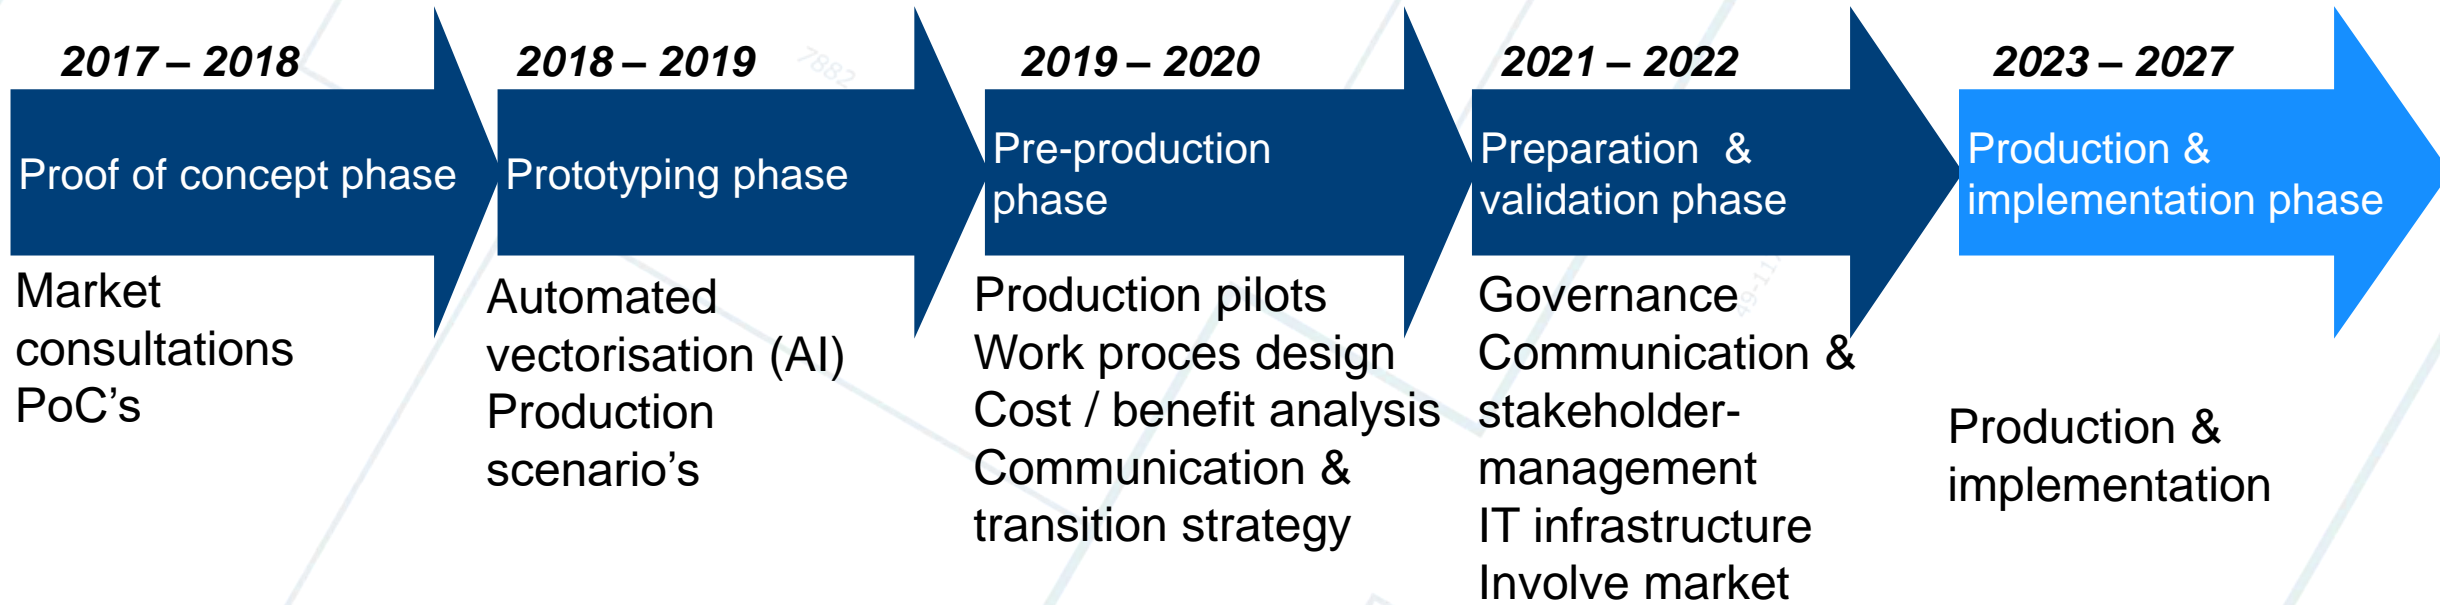 2017 – 2018
Proof of concept phase
Market
consultations
PoC’s
2018 – 2019
Prototyping phase
Automated
vectorisation (AI)
Production
scenario’s
2019 – 2020
Pre-production
phase
Production pilots
Work proces design
Cost / benefit analysis
Communication &
transition strategy
2021 – 2022
Preparation &
validation phase
Governance
Communication &
stakeholder-
management
IT infrastructure
Involve market
2023 – 2027
Production &
implementation phase
Production &
implementation
7882